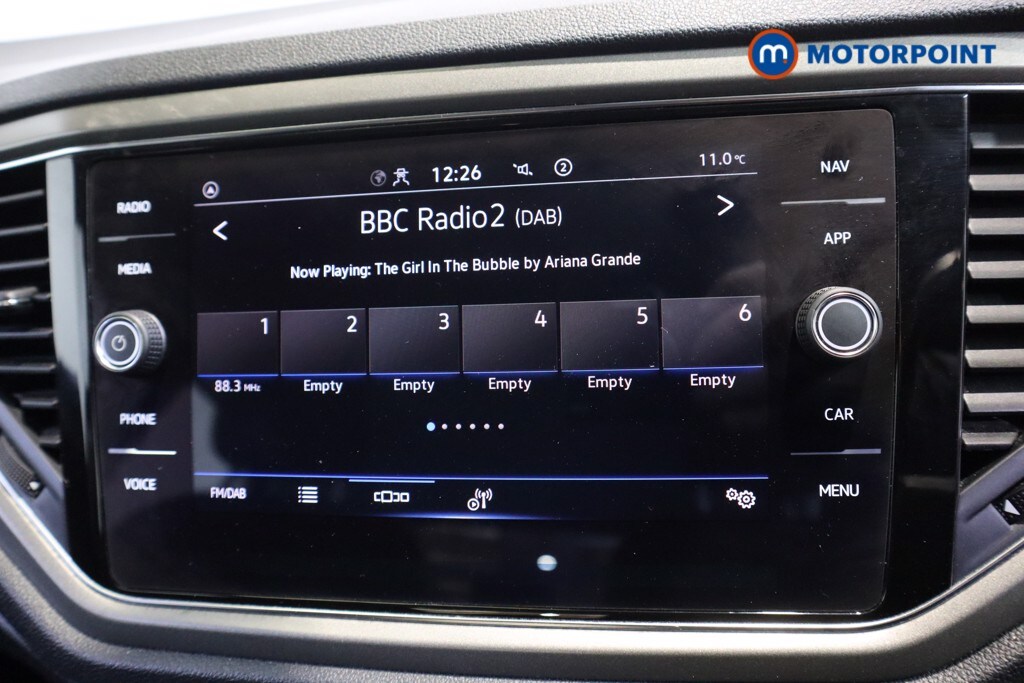 m MOTORPOINT
12:26 2 11.0°C
RADIO
NAV
< BBC Radio2 (DAB) >
APP
MEDIA
Now Playing: The Girl In The Bubble by Ariana Grande
1 2 3 4 5 6
88.3 MHz Empty Empty Empty Empty Empty
PHONE
CAR
VOICE
FM/DAB
MENU